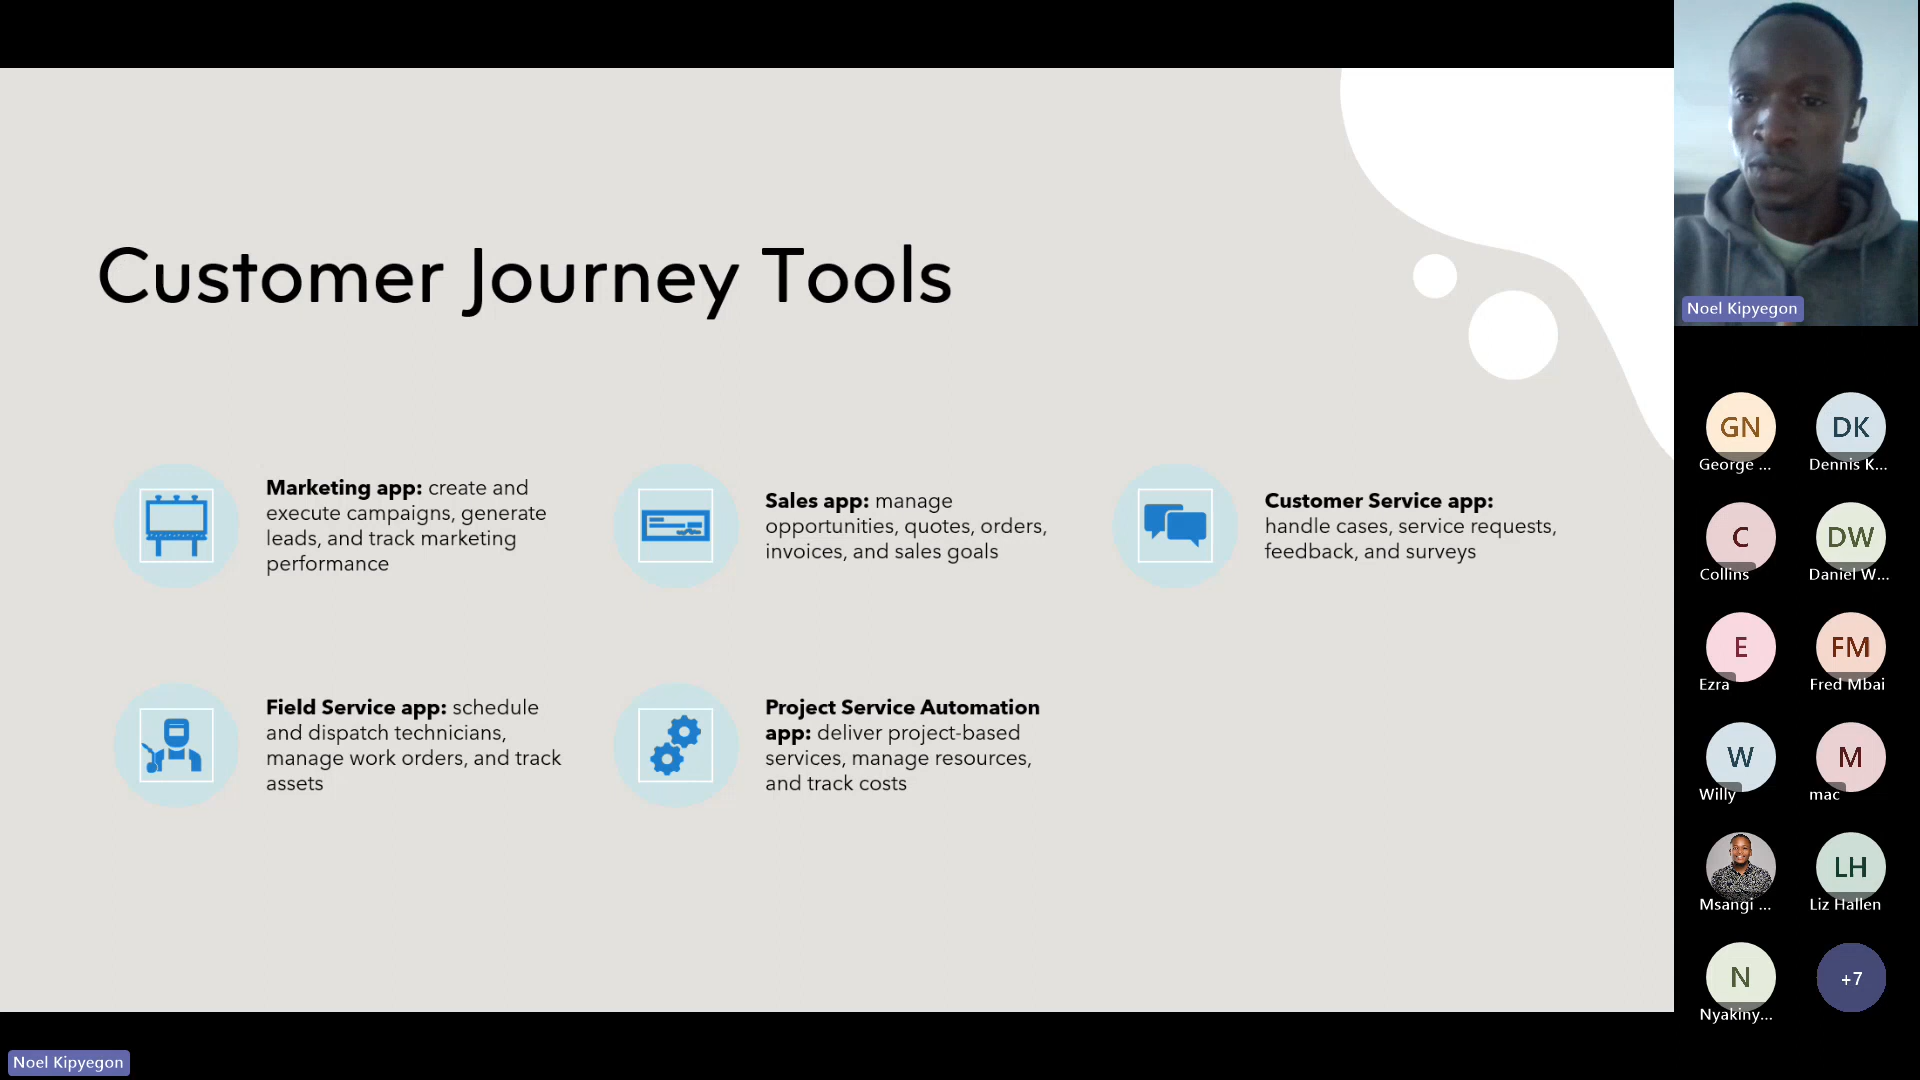 Customer Journey Tools
Marketing app: create and
execute campaigns, generate
leads, and track marketing
performance
Sales app: manage
opportunities, quotes, orders,
invoices, and sales goals
Customer Service app:
handle cases, service requests,
feedback, and surveys
Field Service app: schedule
and dispatch technicians,
manage work orders, and track
assets
Project Service Automation
app: deliver project-based
services, manage resources,
and track costs
Noel Kipyegon
GN
George ...
DK
Dennis K...
C
Collins
DW
Daniel W...
E
Ezra
FM
Fred Mbai
W
Willy
M
mac
Msangi ...
LH
Liz Hallen
N
Nyakiny...
+7
Noel Kipyegon